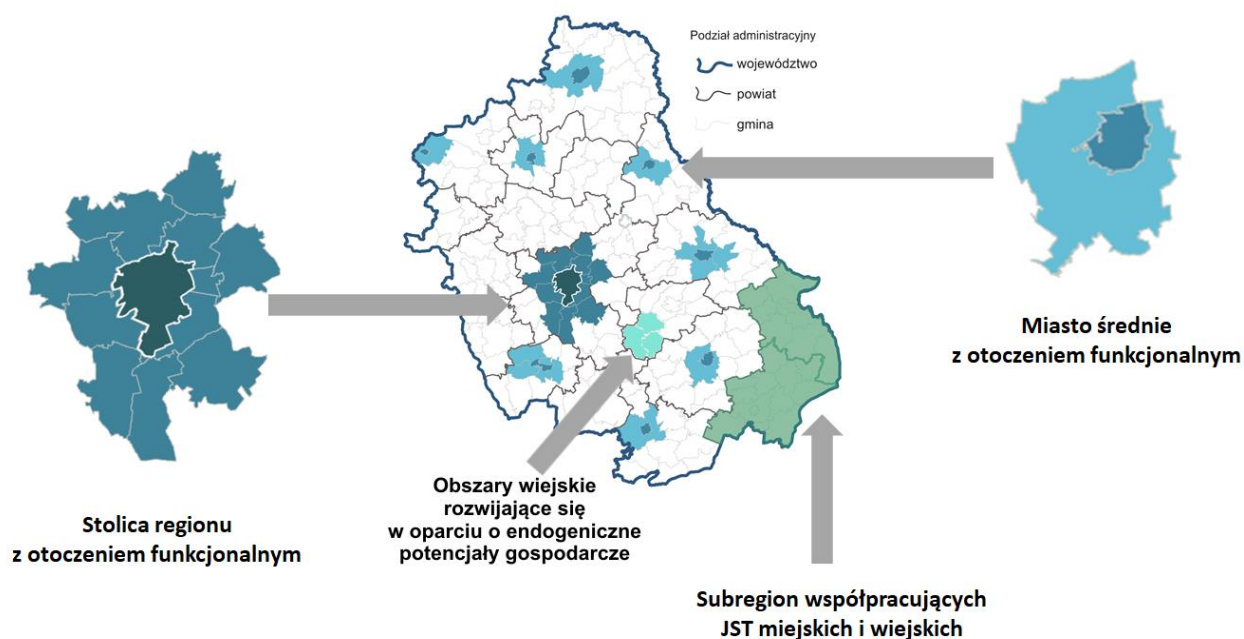 Podział administracyjny
województwo
powiat
gmina
Miasto średnie
z otoczeniem funkcjonalnym
Stolica regionu
z otoczeniem funkcjonalnym
Obszary wiejskie
rozwijające się
w oparciu o endogeniczne
potencjały gospodarcze
Subregion współpracujących
JST miejskich i wiejskich